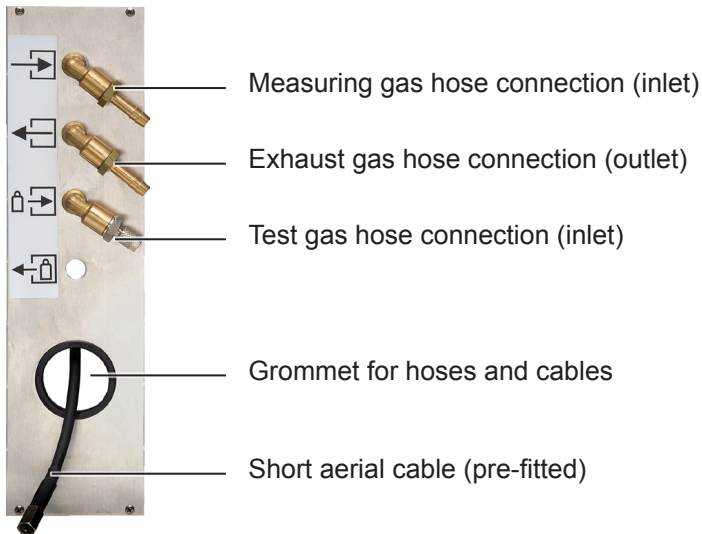 Measuring gas hose connection (inlet)
Exhaust gas hose connection (outlet)
Test gas hose connection (inlet)
Grommet for hoses and cables
Short aerial cable (pre-fitted)